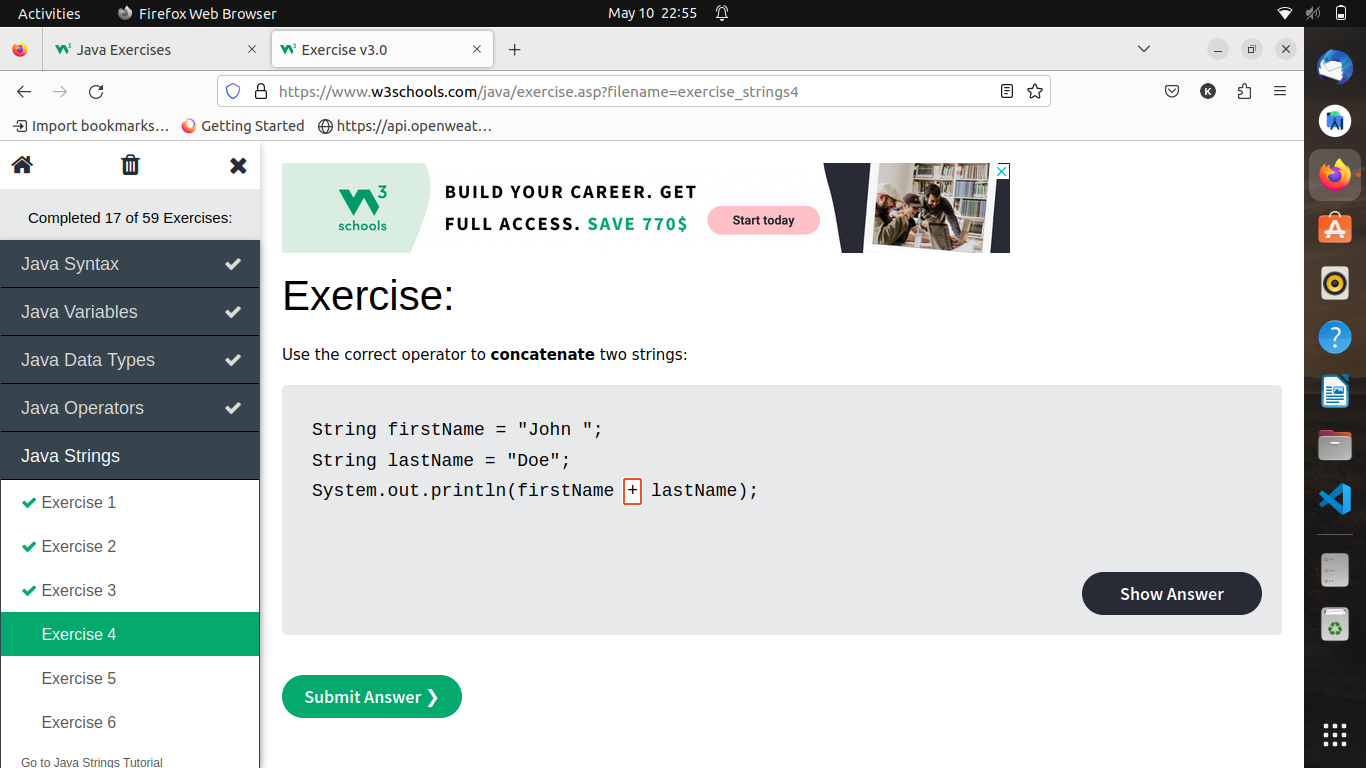 Activities
Firefox Web Browser
May 10 22:55
Java Exercises
Exercise v3.0
https://www.w3schools.com/java/exercise.asp?filename=exercise_strings4
K
Import bookmarks…
Getting Started
https://api.openweat…
Completed 17 of 59 Exercises:
Java Syntax
Java Variables
Java Data Types
Java Operators
Java Strings
Exercise 1
Exercise 2
Exercise 3
Exercise 4
Exercise 5
Exercise 6
Go to Java Strings Tutorial
W3
schools
BUILD YOUR CAREER. GET
FULL ACCESS. SAVE 770$
Start today
Exercise:
Use the correct operator to concatenate two strings:
String firstName = "John ";
String lastName = "Doe";
System.out.println(firstName + lastName);
Show Answer
Submit Answer ❯